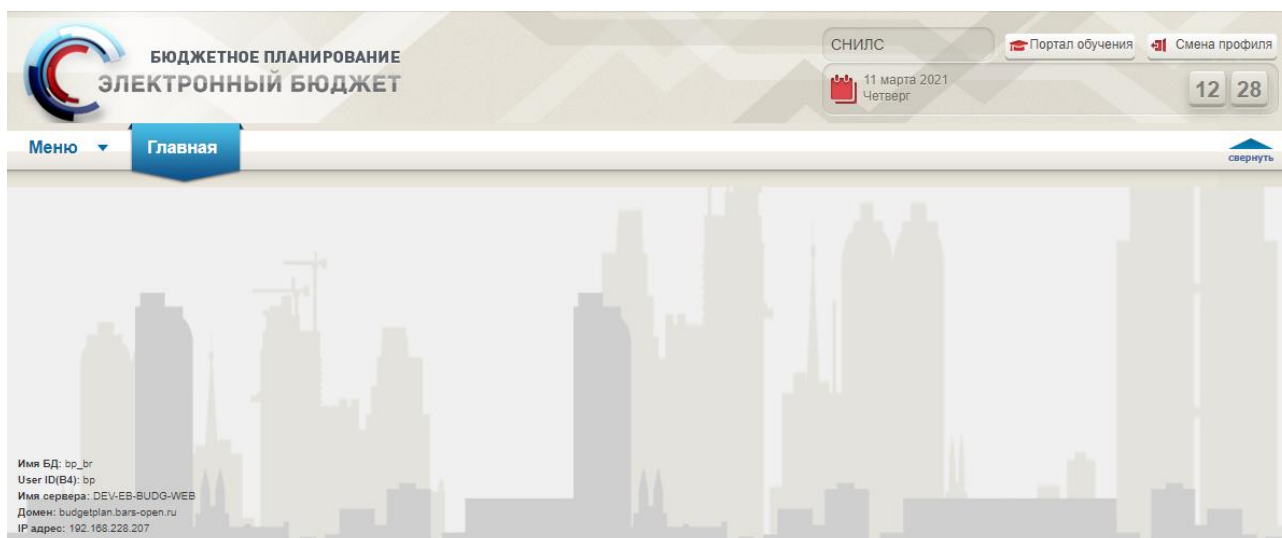 БЮДЖЕТНОЕ ПЛАНИРОВАНИЕ
ЭЛЕКТРОННЫЙ БЮДЖЕТ
СНИЛС
Портал обучения
Смена профиля
11 марта 2021
Четверг
12 28
Меню
Главная
свернуть
Имя БД: bp_br
User ID(B4): bp
Имя сервера: DEV-EB-BUDG-WEB
Домен: budgetplan.bars-open.ru
IP адрес: 192.168.228.207